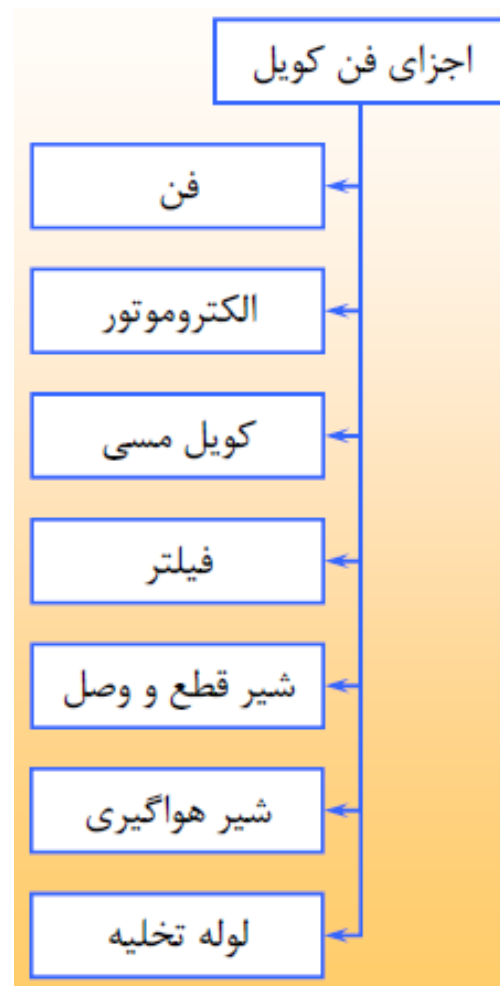 اجزای فن کویل
فن
الکتروموتور
کویل مسی
فیلتر
شیر قطع و وصل
شیر هواگیری
لوله تخلیه